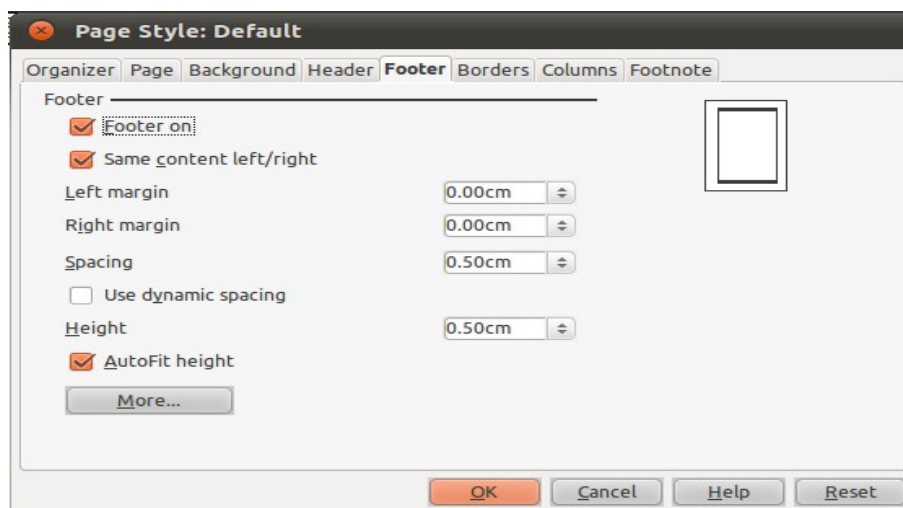 Page Style: Default
Organizer Page Background Header Footer Borders Columns Footnote
Footer
Footer on
Same content left/right
Left margin 0.00cm
Right margin 0.00cm
Spacing 0.50cm
Use dynamic spacing
Height 0.50cm
AutoFit height
More...
OK Cancel Help Reset